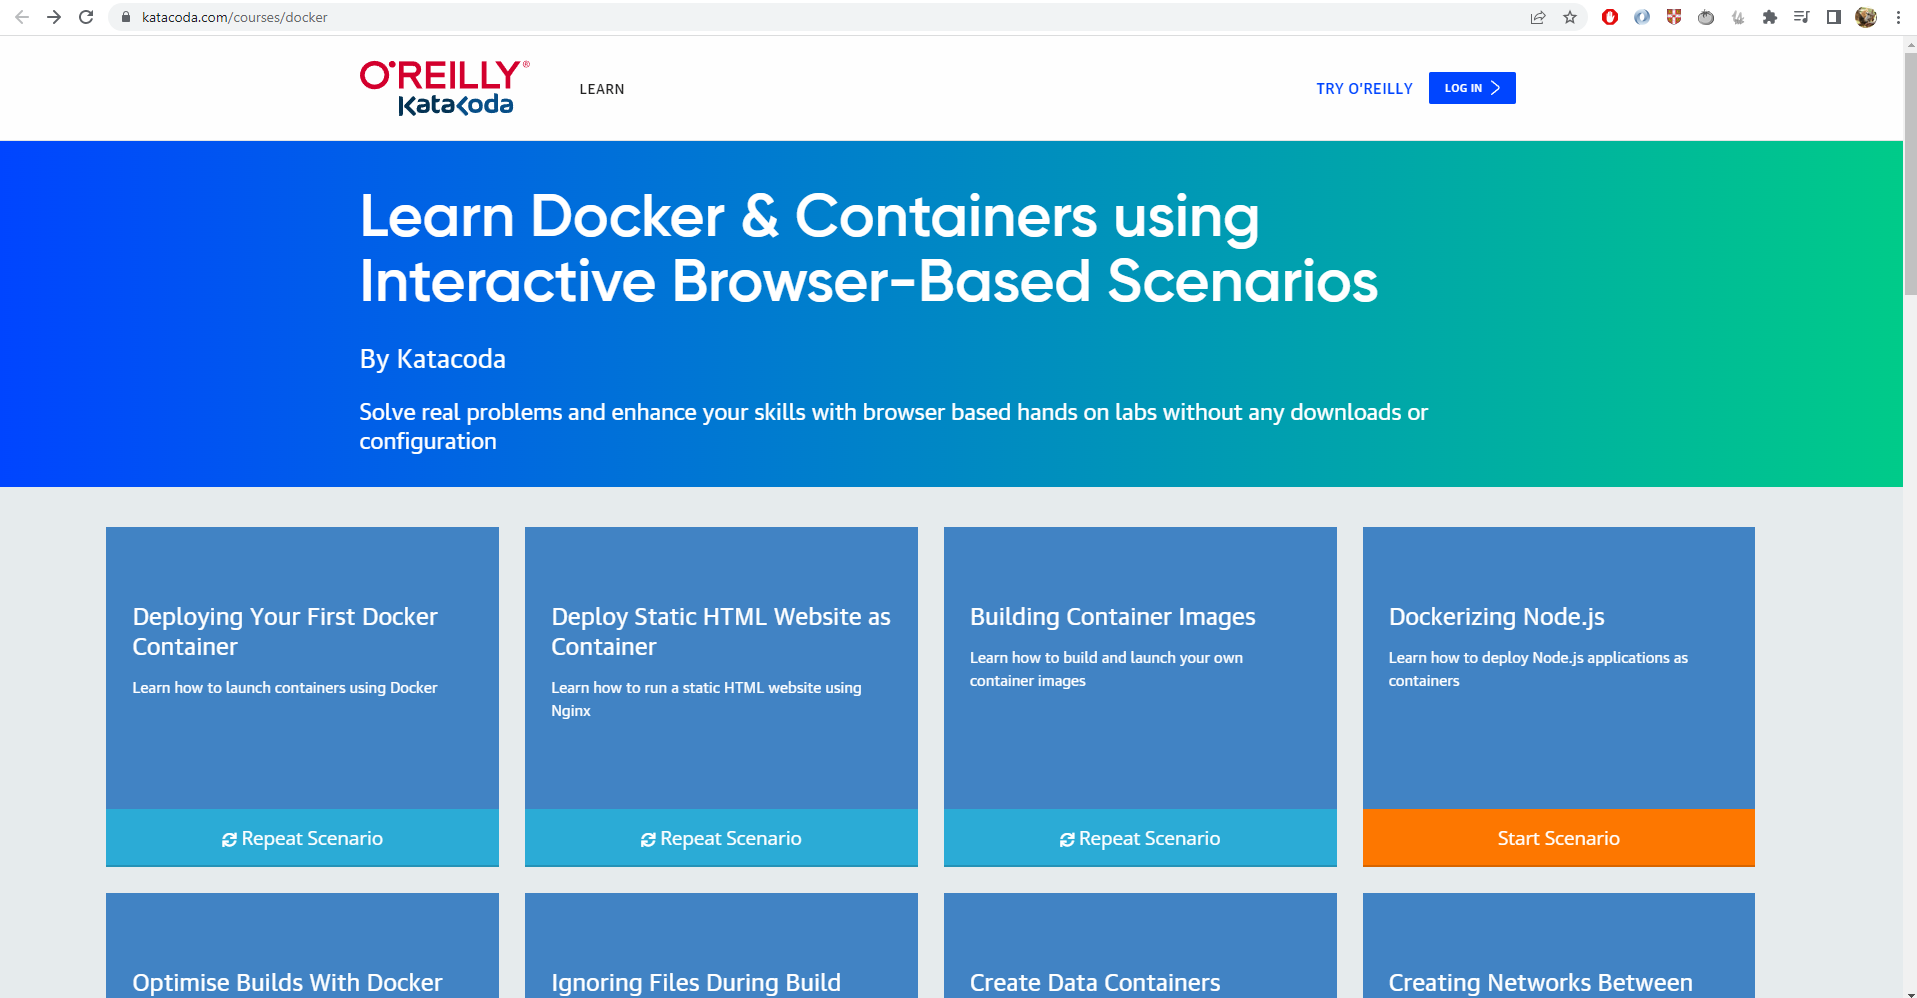 katacoda.com/courses/docker
O'REILLY®
Katakoda
LEARN
TRY O'REILLY
LOG IN
Learn Docker & Containers using
Interactive Browser-Based Scenarios
By Katacoda
Solve real problems and enhance your skills with browser based hands on labs without any downloads or
configuration
Deploying Your First Docker
Container
Learn how to launch containers using Docker
Repeat Scenario
Deploy Static HTML Website as
Container
Learn how to run a static HTML website using
Nginx
Repeat Scenario
Building Container Images
Learn how to build and launch your own
container images
Repeat Scenario
Dockerizing Node.js
Learn how to deploy Node.js applications as
containers
Start Scenario
Optimise Builds With Docker
Ignoring Files During Build
Create Data Containers
Creating Networks Between